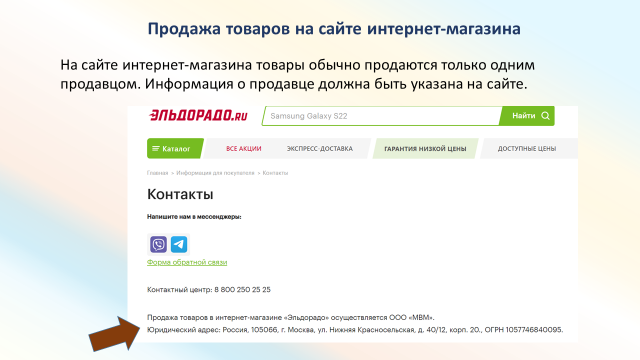 Продажа товаров на сайте интернет-магазина
На сайте интернет-магазина товары обычно продаются только одним
продавцом. Информация о продавце должна быть указана на сайте.
ЭЛЬДОРАДО.RU
Samsung Galaxy S22
Найти
Каталог
ВСЕ АКЦИИ
ЭКСПРЕСС-ДОСТАВКА
ГАРАНТИЯ НИЗКОЙ ЦЕНЫ
ДОСТУПНЫЕ ЦЕНЫ
Главная > Информация для покупателя > Контакты
Контакты
Напишите нам в мессенджеры:
Форма обратной связи
Контактный центр: 8 800 250 25 25
Продажа товаров в интернет-магазине «Эльдорадо» осуществляется ООО «МВМ».
Юридический адрес: Россия, 105066, г. Москва, ул. Нижняя Красносельская, д. 40/12, корп. 20., ОГРН 1057746840095.